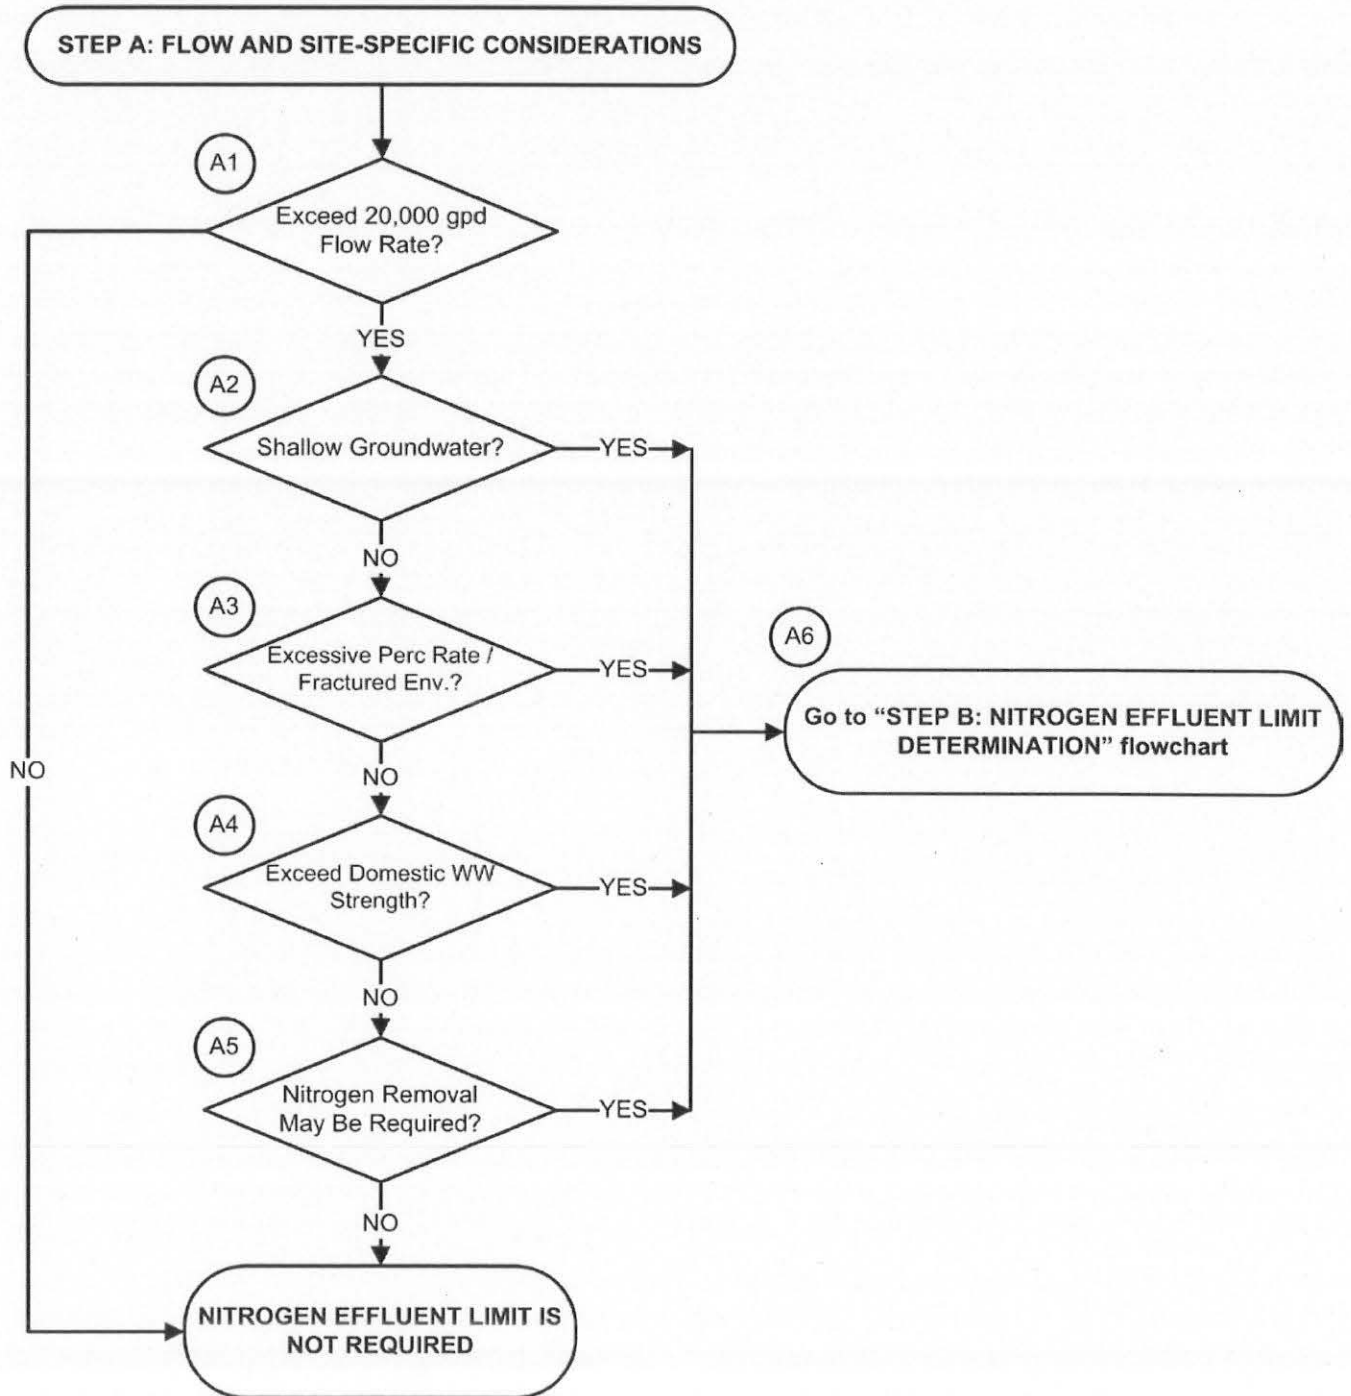 STEP A: FLOW AND SITE-SPECIFIC CONSIDERATIONS
A1
Exceed 20,000 gpd
Flow Rate?
YES
A2
Shallow Groundwater?
YES
NO
A3
Excessive Perc Rate /
Fractured Env.?
YES
A6
Go to “STEP B: NITROGEN EFFLUENT LIMIT
DETERMINATION” flowchart
NO
NO
A4
Exceed Domestic WW
Strength?
YES
NO
A5
Nitrogen Removal
May Be Required?
YES
NO
NITROGEN EFFLUENT LIMIT IS
NOT REQUIRED